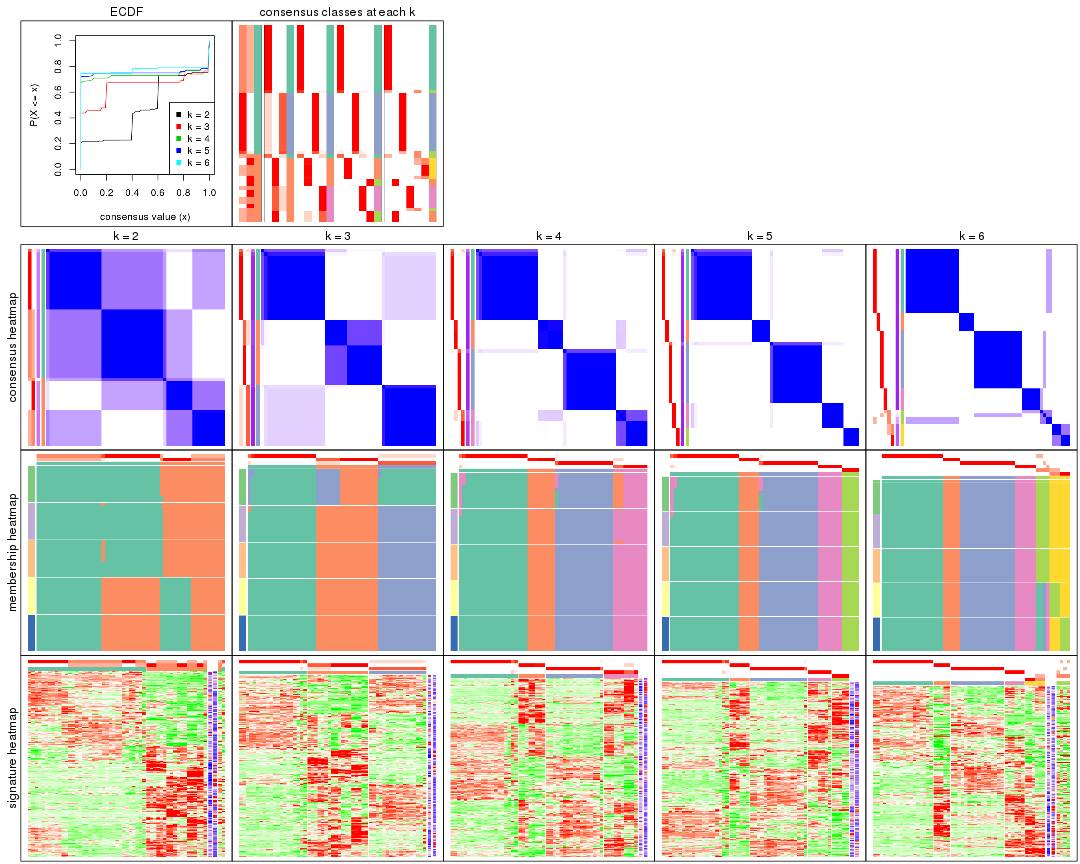 ECDF
consensus classes at each k
P(X <= x)
1.0
0.8
0.6
0.4
0.2
0.0
k = 2
k = 3
k = 4
k = 5
k = 6
0.0 0.2 0.4 0.6 0.8 1.0
consensus value (x)
k = 2
k = 3
k = 4
k = 5
k = 6
consensus heatmap
membership heatmap
signature heatmap